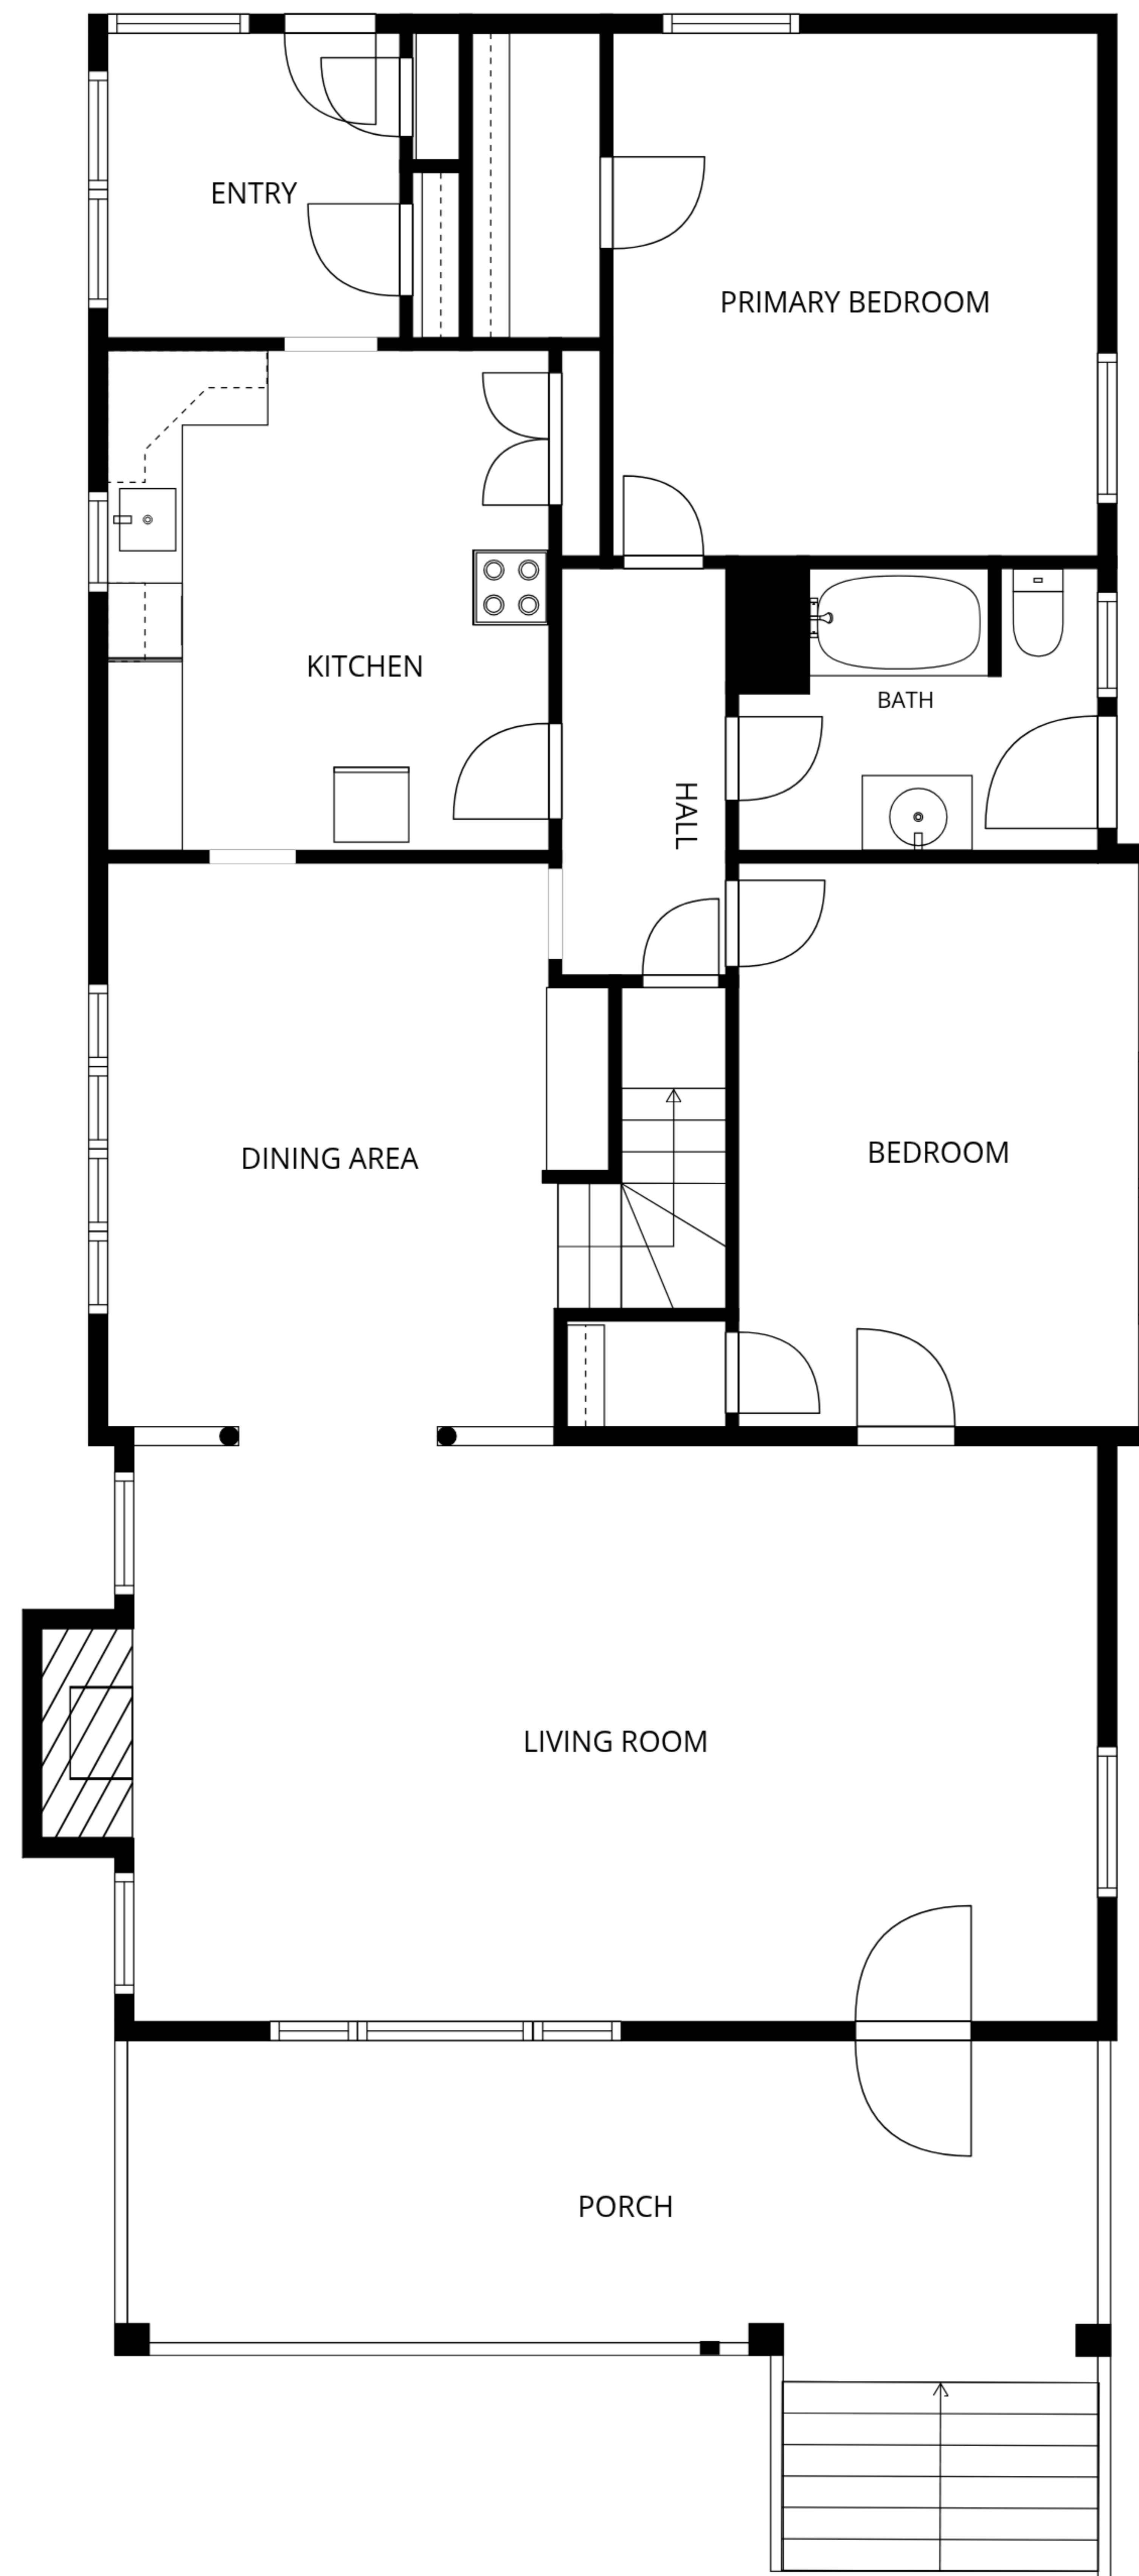 ENTRY
PRIMARY BEDROOM
KITCHEN
BATH
HALL
DINING AREA
BEDROOM
LIVING ROOM
PORCH